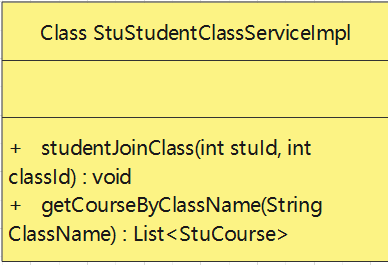 Class StuStudentClassServiceImpl
+ studentJoinClass(int stuId, int
classId) : void
+ getCourseByClassName(String
ClassName) : List<StuCourse>